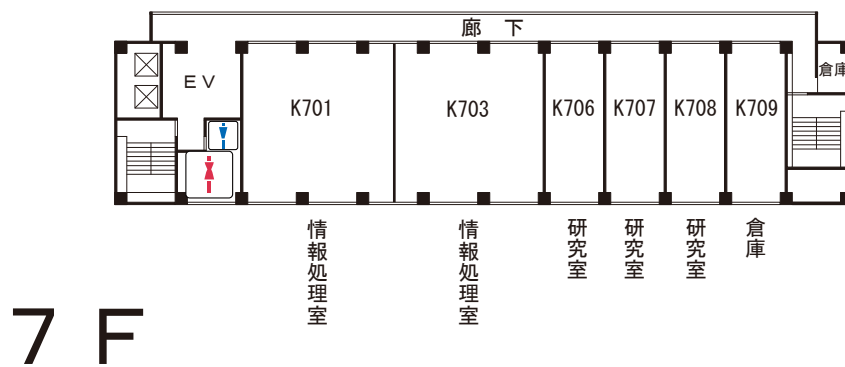 廊下
EV
倉庫
K701
K703
K706
K707
K708
K709
情報処理室
情報処理室
研究室
研究室
研究室
倉庫
7F